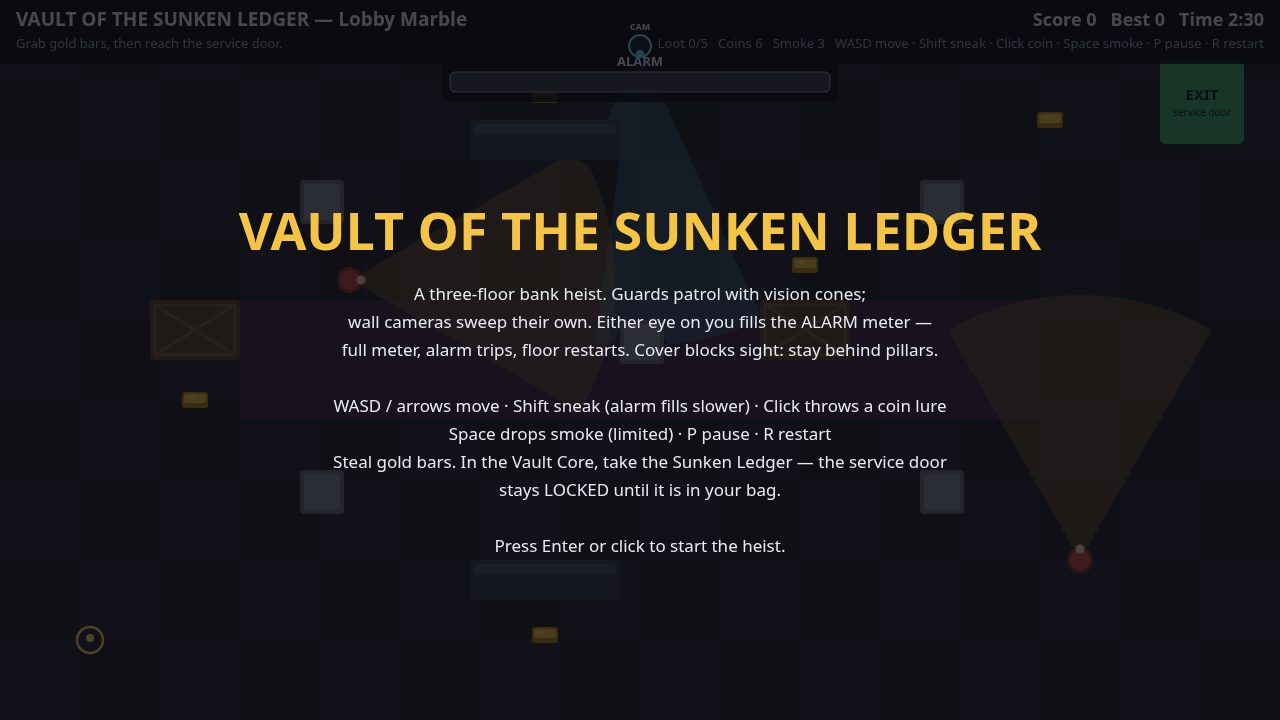 VAULT OF THE SUNKEN LEDGER — Lobby Marble
Score 0 Best 0 Time 2:30
Grab gold bars, then reach the service door.
CAM
Loot 0/5 Coins 6 Smoke 3 WASD move · Shift sneak · Click coin · Space smoke · P pause · R restart
ALARM
EXIT
service door
VAULT OF THE SUNKEN LEDGER
A three-floor bank heist. Guards patrol with vision cones;
wall cameras sweep their own. Either eye on you fills the ALARM meter —
full meter, alarm trips, floor restarts. Cover blocks sight: stay behind pillars.
WASD / arrows move · Shift sneak (alarm fills slower) · Click throws a coin lure
Space drops smoke (limited) · P pause · R restart
Steal gold bars. In the Vault Core, take the Sunken Ledger — the service door
stays LOCKED until it is in your bag.
Press Enter or click to start the heist.